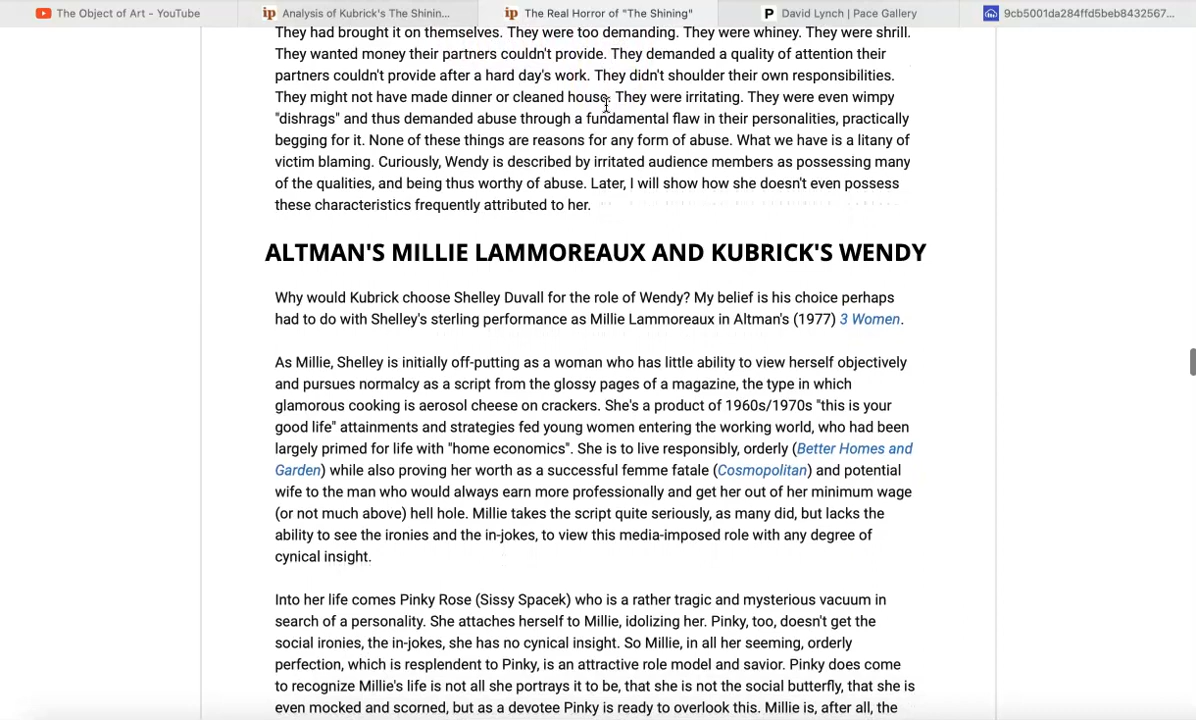 The Object of Art - YouTube
ip Analysis of Kubrick's The Shinin...
ip The Real Horror of "The Shining"
P David Lynch | Pace Gallery
9cb5001da284ffd5beb8432567...
They had brought it on themselves. They were too demanding. They were whiney. They were shrill.
They wanted money their partners couldn't provide. They demanded a quality of attention their
partners couldn't provide after a hard day's work. They didn't shoulder their own responsibilities.
They might not have made dinner or cleaned house. They were irritating. They were even wimpy
"dishrags" and thus demanded abuse through a fundamental flaw in their personalities, practically
begging for it. None of these things are reasons for any form of abuse. What we have is a litany of
victim blaming. Curiously, Wendy is described by irritated audience members as possessing many
of the qualities, and being thus worthy of abuse. Later, I will show how she doesn't even possess
these characteristics frequently attributed to her.
ALTMAN'S MILLIE LAMMOREAUX AND KUBRICK'S WENDY
Why would Kubrick choose Shelley Duvall for the role of Wendy? My belief is his choice perhaps
had to do with Shelley's sterling performance as Millie Lammoreaux in Altman's (1977) 3 Women.
As Millie, Shelley is initially off-putting as a woman who has little ability to view herself objectively
and pursues normalcy as a script from the glossy pages of a magazine, the type in which
glamorous cooking is aerosol cheese on crackers. She's a product of 1960s/1970s "this is your
good life" attainments and strategies fed young women entering the working world, who had been
largely primed for life with "home economics". She is to live responsibly, orderly (Better Homes and
Garden) while also proving her worth as a successful femme fatale (Cosmopolitan) and potential
wife to the man who would always earn more professionally and get her out of her minimum wage
(or not much above) hell hole. Millie takes the script quite seriously, as many did, but lacks the
ability to see the ironies and the in-jokes, to view this media-imposed role with any degree of
cynical insight.
Into her life comes Pinky Rose (Sissy Spacek) who is a rather tragic and mysterious vacuum in
search of a personality. She attaches herself to Millie, idolizing her. Pinky, too, doesn't get the
social ironies, the in-jokes, she has no cynical insight. So Millie, in all her seeming, orderly
perfection, which is resplendent to Pinky, is an attractive role model and savior. Pinky does come
to recognize Millie's life is not all she portrays it to be, that she is not the social butterfly, that she is
even mocked and scorned, but as a devotee Pinky is ready to overlook this. Millie is, after all, the